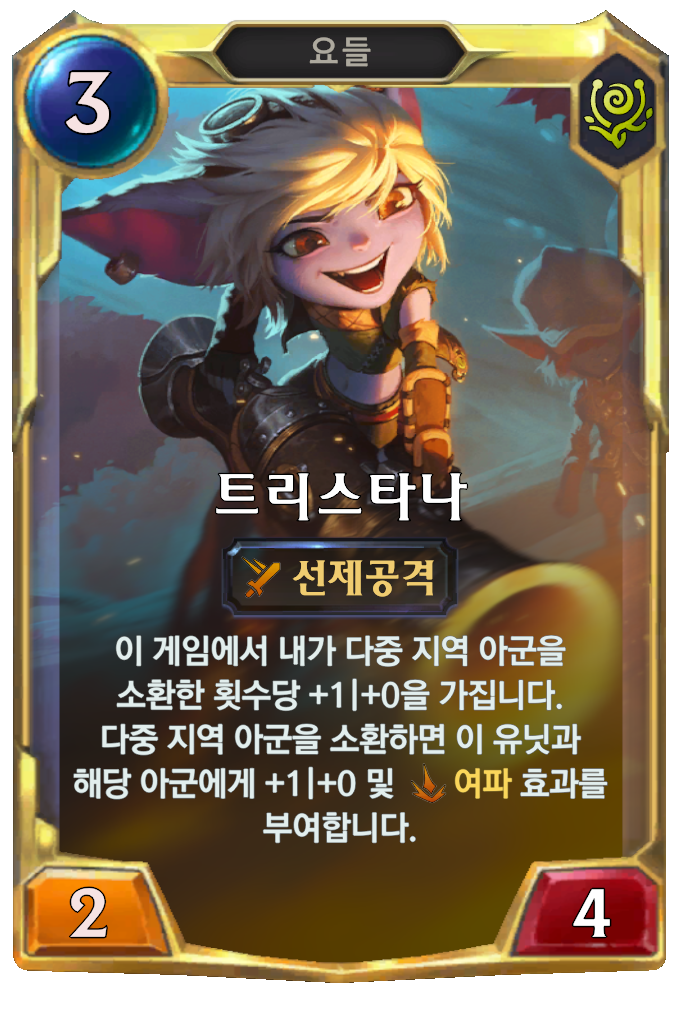 요들
3
트리스타나
선제공격
이 게임에서 내가 다중 지역 아군을
소환한 횟수당 +1|+0을 가집니다.
다중 지역 아군을 소환하면 이 유닛과
해당 아군에게 +1|+0 및 여파 효과를
부여합니다.
2
4